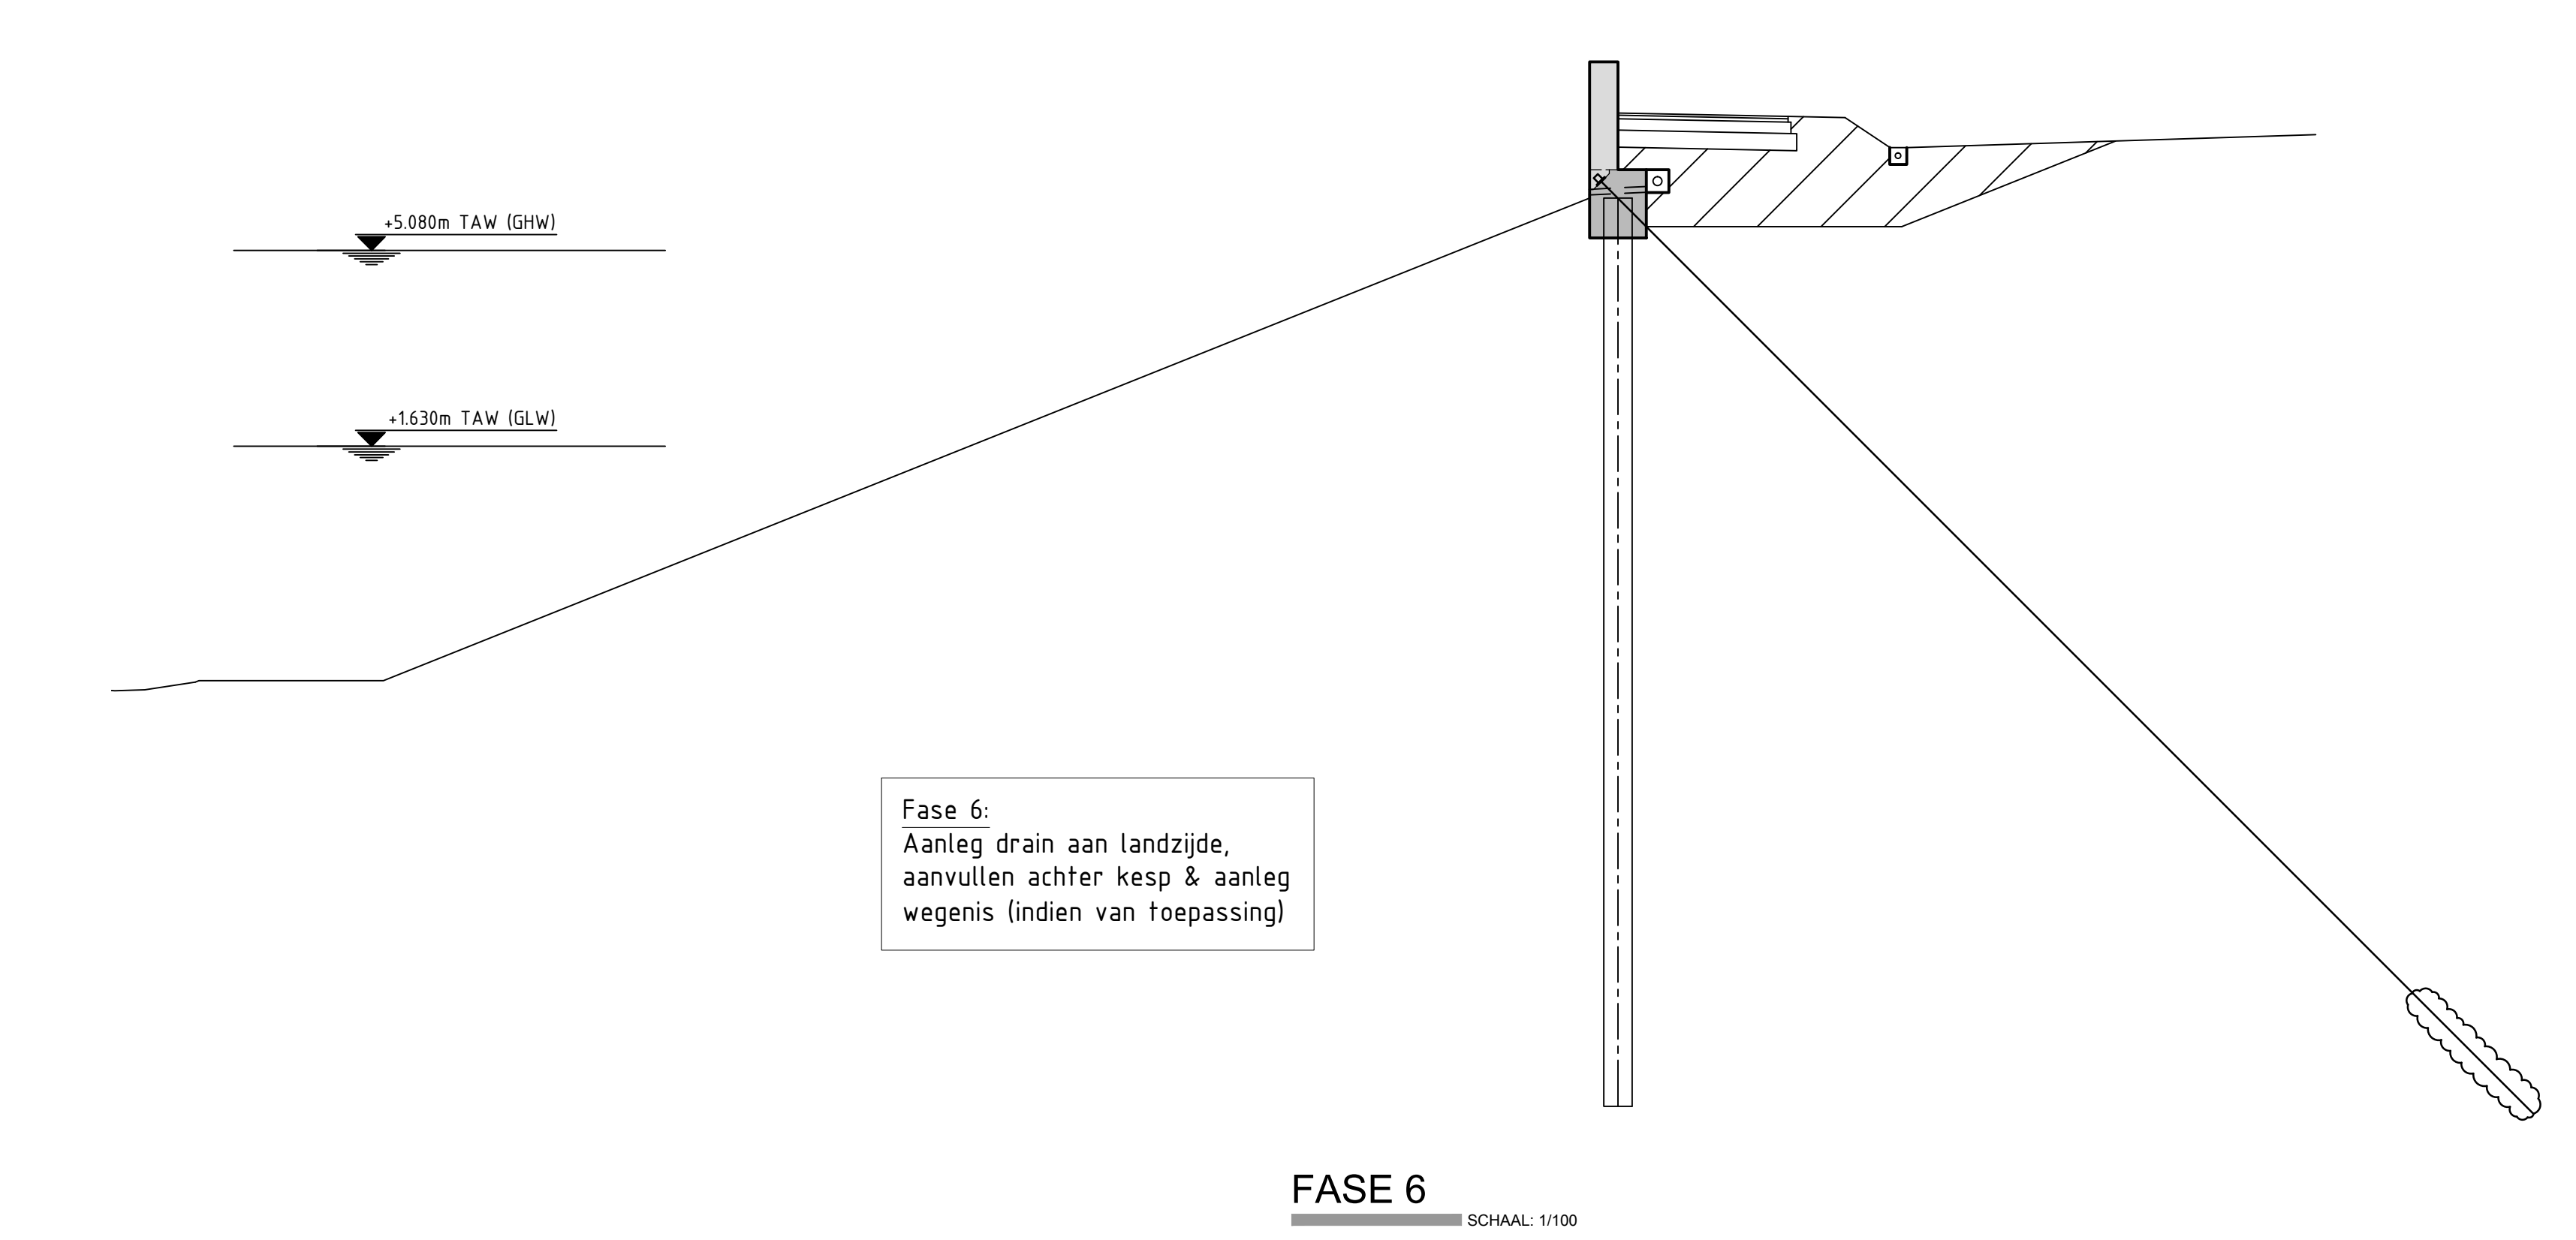 +5.080m TAW (GHW)
+1.630m TAW (GLW)
Fase 6:
Aanleg drain aan landzijde,
aanvullen achter kesp & aanleg
wegenis (indien van toepassing)
FASE 6
SCHAAL: 1/100